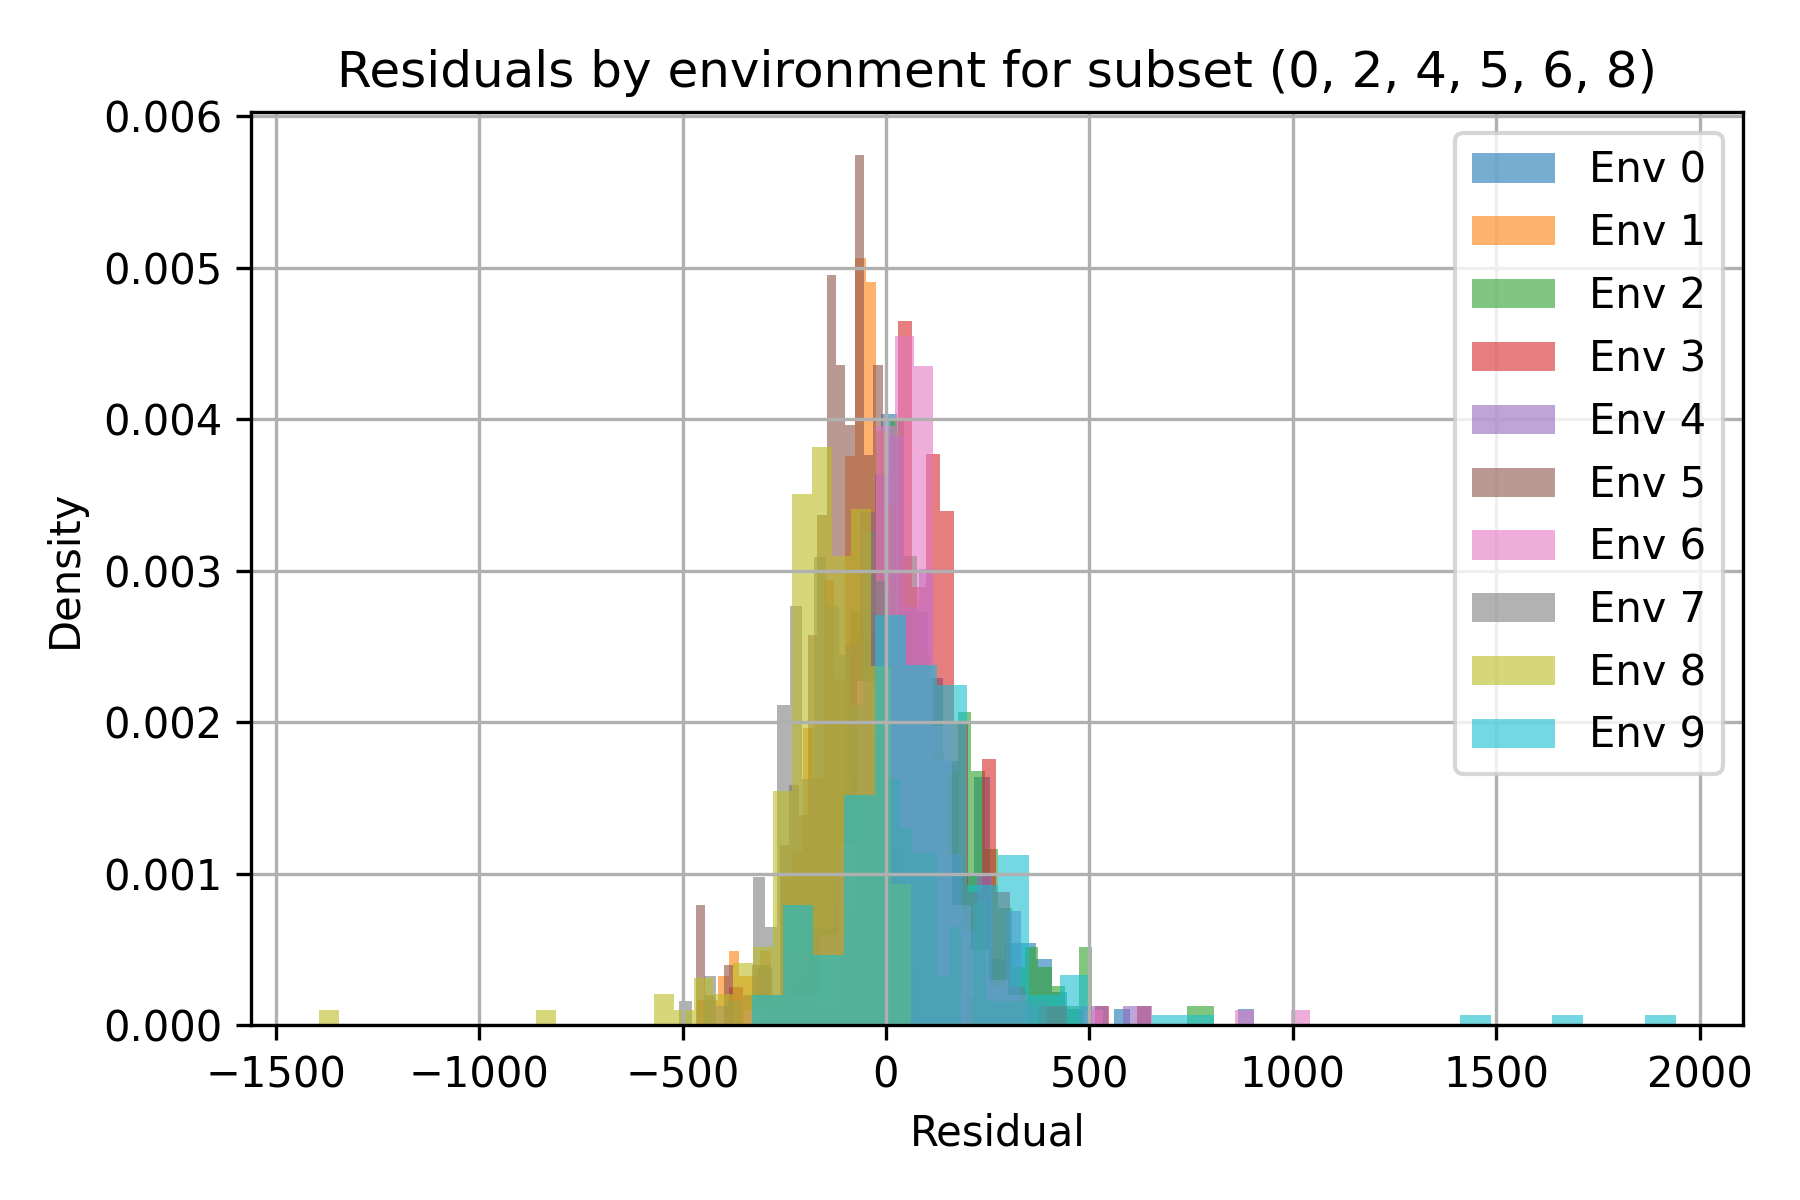 Residuals by environment for subset (0, 2, 4, 5, 6, 8)
0.006
0.005
0.004
0.003
0.002
0.001
0.000
Density
−1500
−1000
−500
0
500
1000
1500
2000
Residual
Env 0
Env 1
Env 2
Env 3
Env 4
Env 5
Env 6
Env 7
Env 8
Env 9